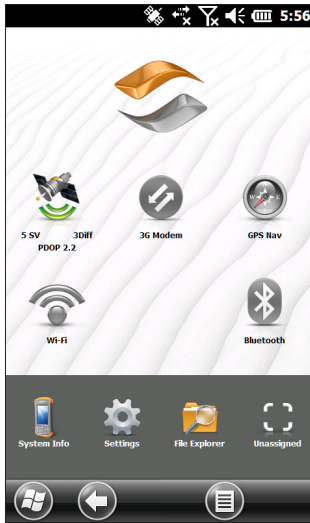 5:56
5 SV 3Diff
PDOP 2.2
3G Modem
GPS Nav
Wi-Fi
Bluetooth
System Info
Settings
File Explorer
Unassigned